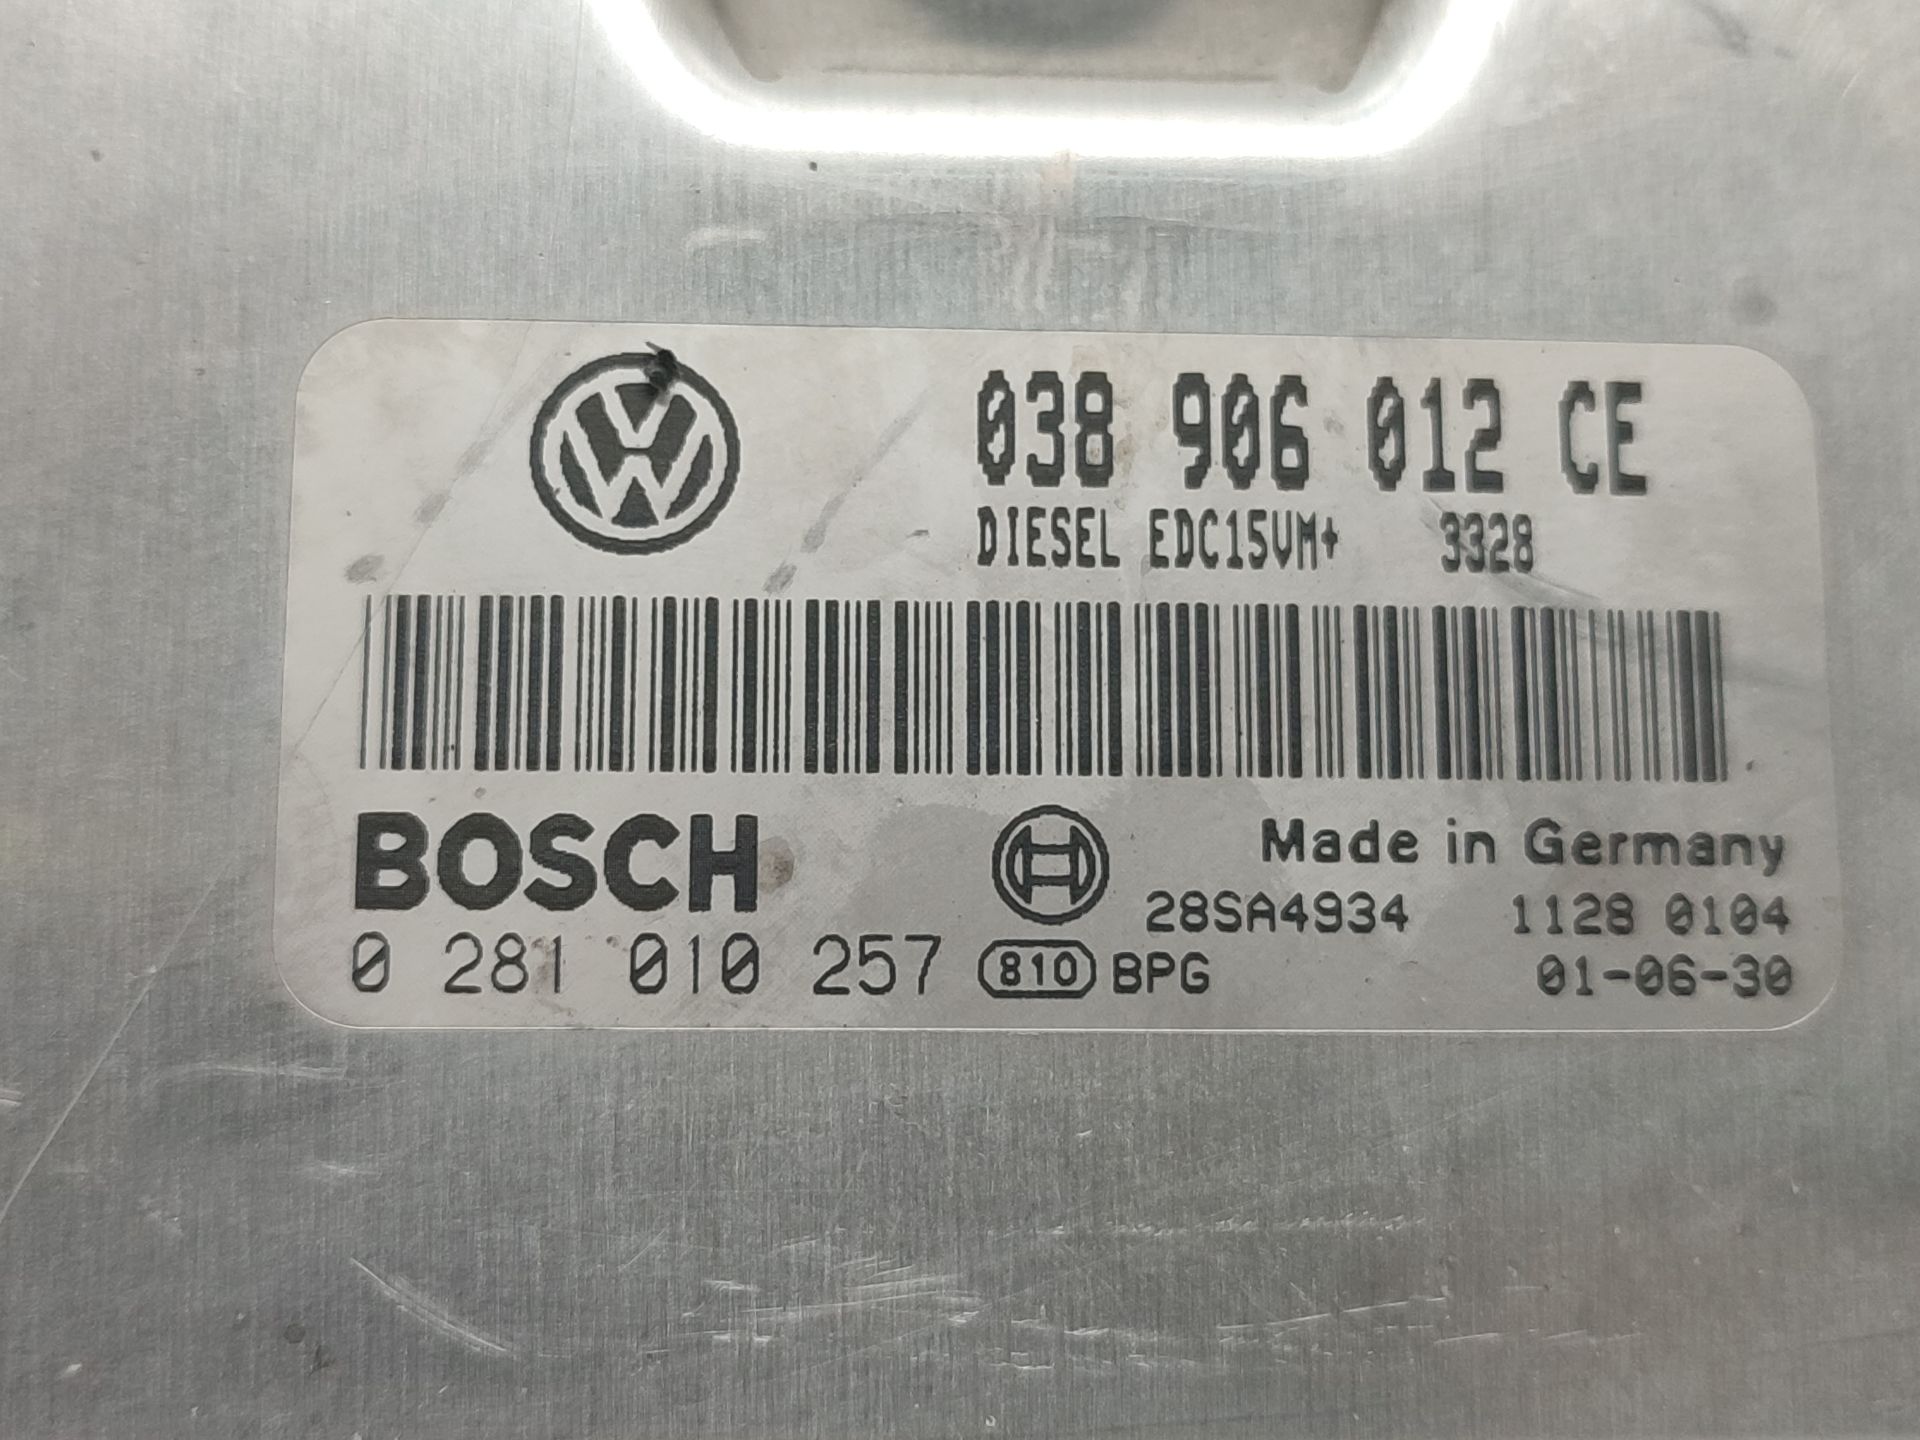 038 906 012 CE
DIESEL EDC15VM+ 3328
BOSCH
Made in Germany
28SA4934 1128 0104
0 281 010 257 810 BPG 01-06-30